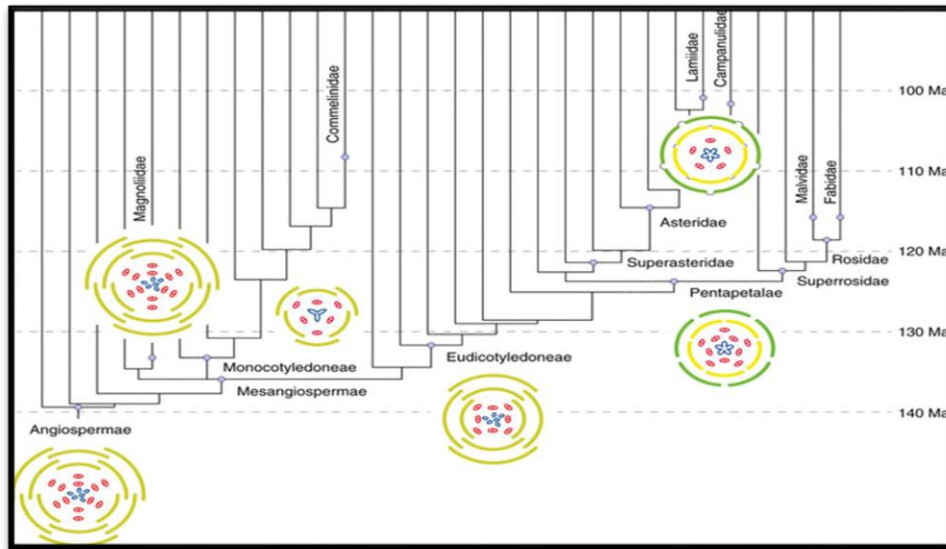 Lamiidae
Campanulidae
100 Ma
Commelinidae
Magnoliidae
Malvidae
Fabidae
110 Ma
Asteridae
120 Ma
Superasteridae
Rosidae
Superrosidae
Pentapetalae
130 Ma
Eudicotyledoneae
Monocotyledoneae
Mesangiospermae
140 Ma
Angiospermae